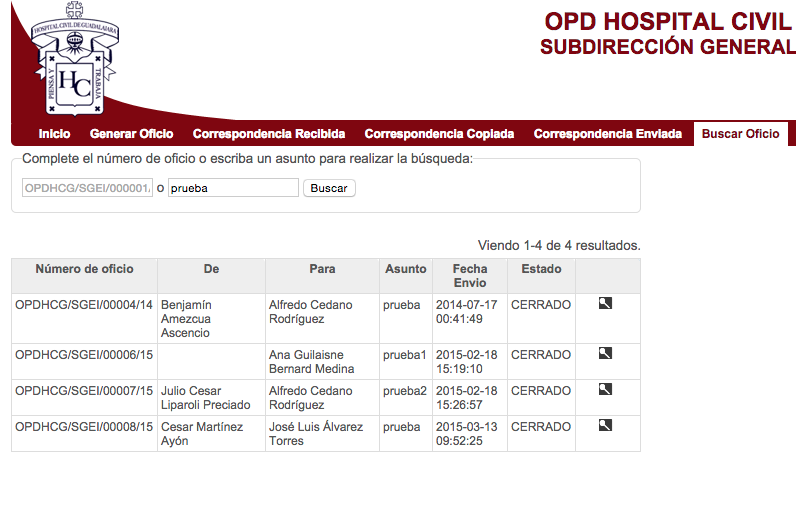 HOSPITAL CIVIL DE GUADALAJARA
PIENSA Y
HC
TRABAJA
OPD HOSPITAL CIVIL
SUBDIRECCIÓN GENERAL
Inicio Generar Oficio Correspondencia Recibida Correspondencia Copiada Correspondencia Enviada Buscar Oficio
Complete el número de oficio o escriba un asunto para realizar la búsqueda:
OPDHCG/SGEI/000001/ o prueba Buscar
Viendo 1-4 de 4 resultados.
Número de oficio De Para Asunto Fecha Estado
Envio
OPDHCG/SGEI/00004/14 Benjamín Alfredo Cedano prueba 2014-07-17 CERRADO
Amezcua Rodríguez 00:41:49
Ascencio
OPDHCG/SGEI/00006/15 Ana Guilaisne prueba1 2015-02-18 CERRADO
Bernard Medina 15:19:10
OPDHCG/SGEI/00007/15 Julio Cesar Alfredo Cedano prueba2 2015-02-18 CERRADO
Liparoli Preciado Rodríguez 15:26:57
OPDHCG/SGEI/00008/15 Cesar Martínez José Luis Álvarez prueba 2015-03-13 CERRADO
Ayón Torres 09:52:25